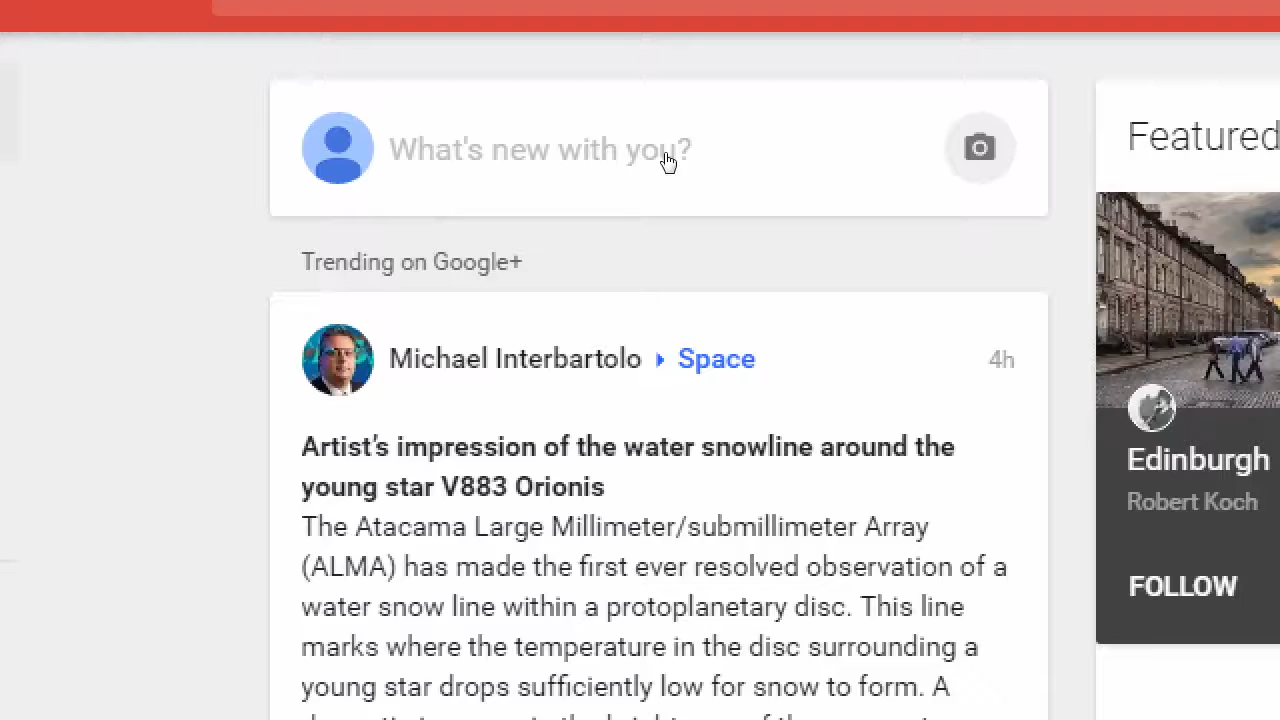 What's new with you?
Trending on Google+
Michael Interbartolo Space
4h
Artist's impression of the water snowline around the
young star V883 Orionis
The Atacama Large Millimeter/submillimeter Array
(ALMA) has made the first ever resolved observation of a
water snow line within a protoplanetary disc. This line
marks where the temperature in the disc surrounding a
young star drops sufficiently low for snow to form. A
Featured
Edinburgh
Robert Koch
FOLLOW